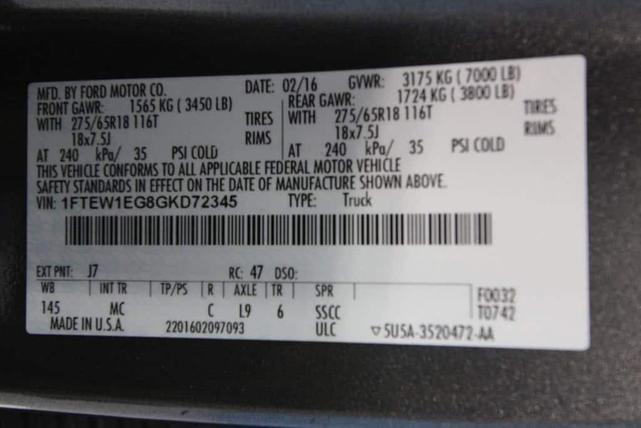 MFD. BY FORD MOTOR CO. DATE: 02/16 GVWR: 3175 KG ( 7000 LB)
FRONT GAWR: 1565 KG ( 3450 LB) REAR GAWR: 1724 KG ( 3800 LB)
WITH 275/65R18 116T TIRES WITH 275/65R18 116T TIRES
18x7.5J RIMS 18x7.5J RIMS
AT 240 kPa/ 35 PSI COLD AT 240 kPa/ 35 PSI COLD
THIS VEHICLE CONFORMS TO ALL APPLICABLE FEDERAL MOTOR VEHICLE
SAFETY STANDARDS IN EFFECT ON THE DATE OF MANUFACTURE SHOWN ABOVE.
VIN: 1FTEW1EG8GKD72345 TYPE: Truck
EXT PNT: J7 RC: 47 DSO:
WB INT TR TP/PS R AXLE TR SPR F0032
145 MC C L9 6 SSCC T0742
MADE IN U.S.A. 2201602097093 ULC ▽5U5A-3520472-AA